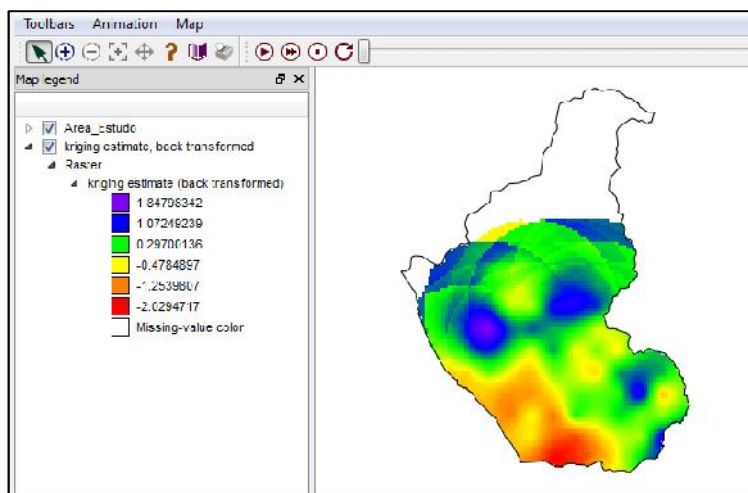 Toolbars Animation Map
Map legend
Area_Estudo
kriging estimate, back transformed
Raster
kriging estimate (back transformed)
1.84798342
1.07249239
0.29700136
-0.4784897
-1.2539807
-2.0294717
Missing-value color